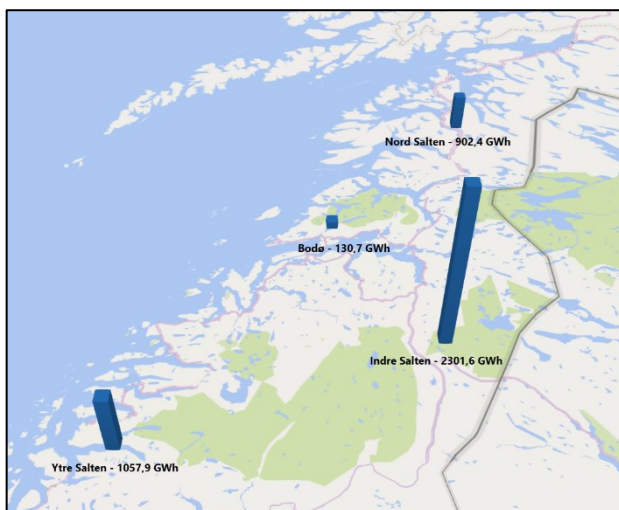 Nord Salten - 902,4 GWh
Bodø - 130,7 GWh
Indre Salten - 2301,6 GWh
Ytre Salten - 1057,9 GWh